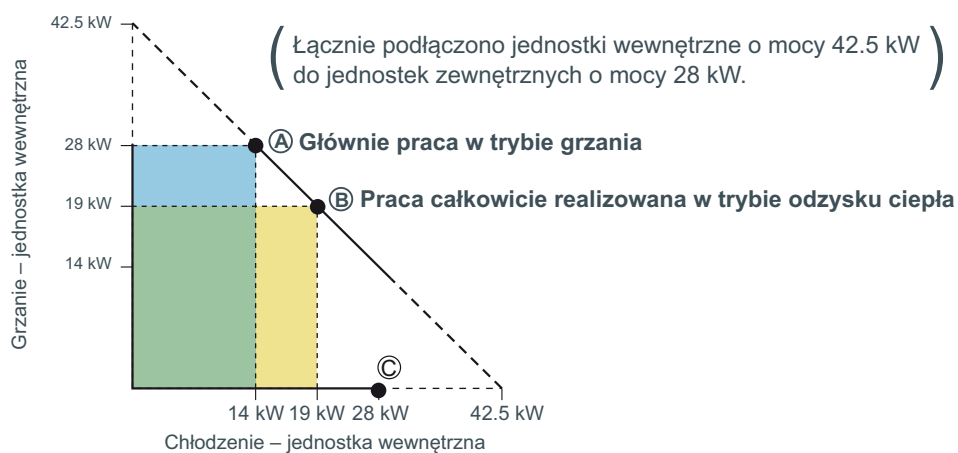 42.5 kW
Łącznie podłączono jednostki wewnętrzne o mocy 42.5 kW
do jednostek zewnętrznych o mocy 28 kW.
Grzanie – jednostka wewnętrzna
28 kW
Ⓐ Głównie praca w trybie grzania
19 kW
Ⓑ Praca całkowicie realizowana w trybie odzysku ciepła
14 kW
Ⓒ
14 kW 19 kW 28 kW 42.5 kW
Chłodzenie – jednostka wewnętrzna